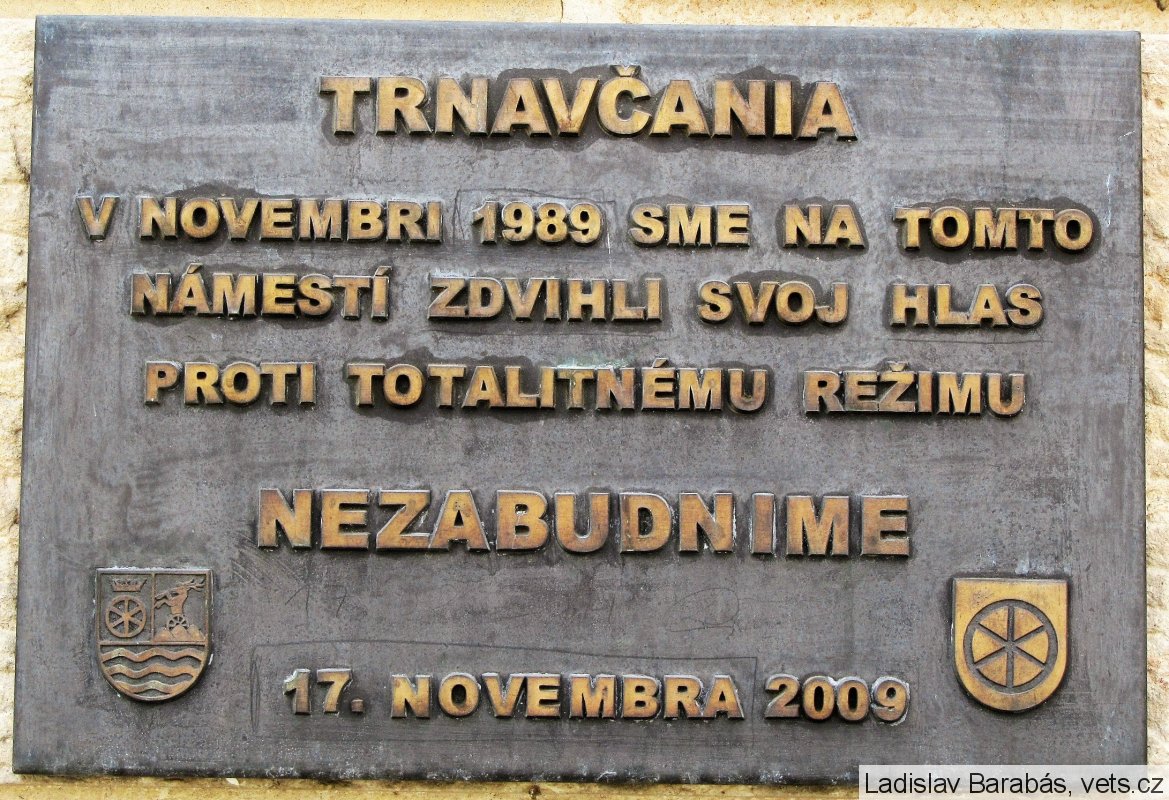 TRNAVČANIA
V NOVEMBRI 1989 SME NA TOMTO
NÁMESTÍ ZDVIHLI SVOJ HLAS
PROTI TOTALITNÉMU REŽIMU
NEZABUDNIME
17. NOVEMBRA 2009
Ladislav Barabás, vets.cz